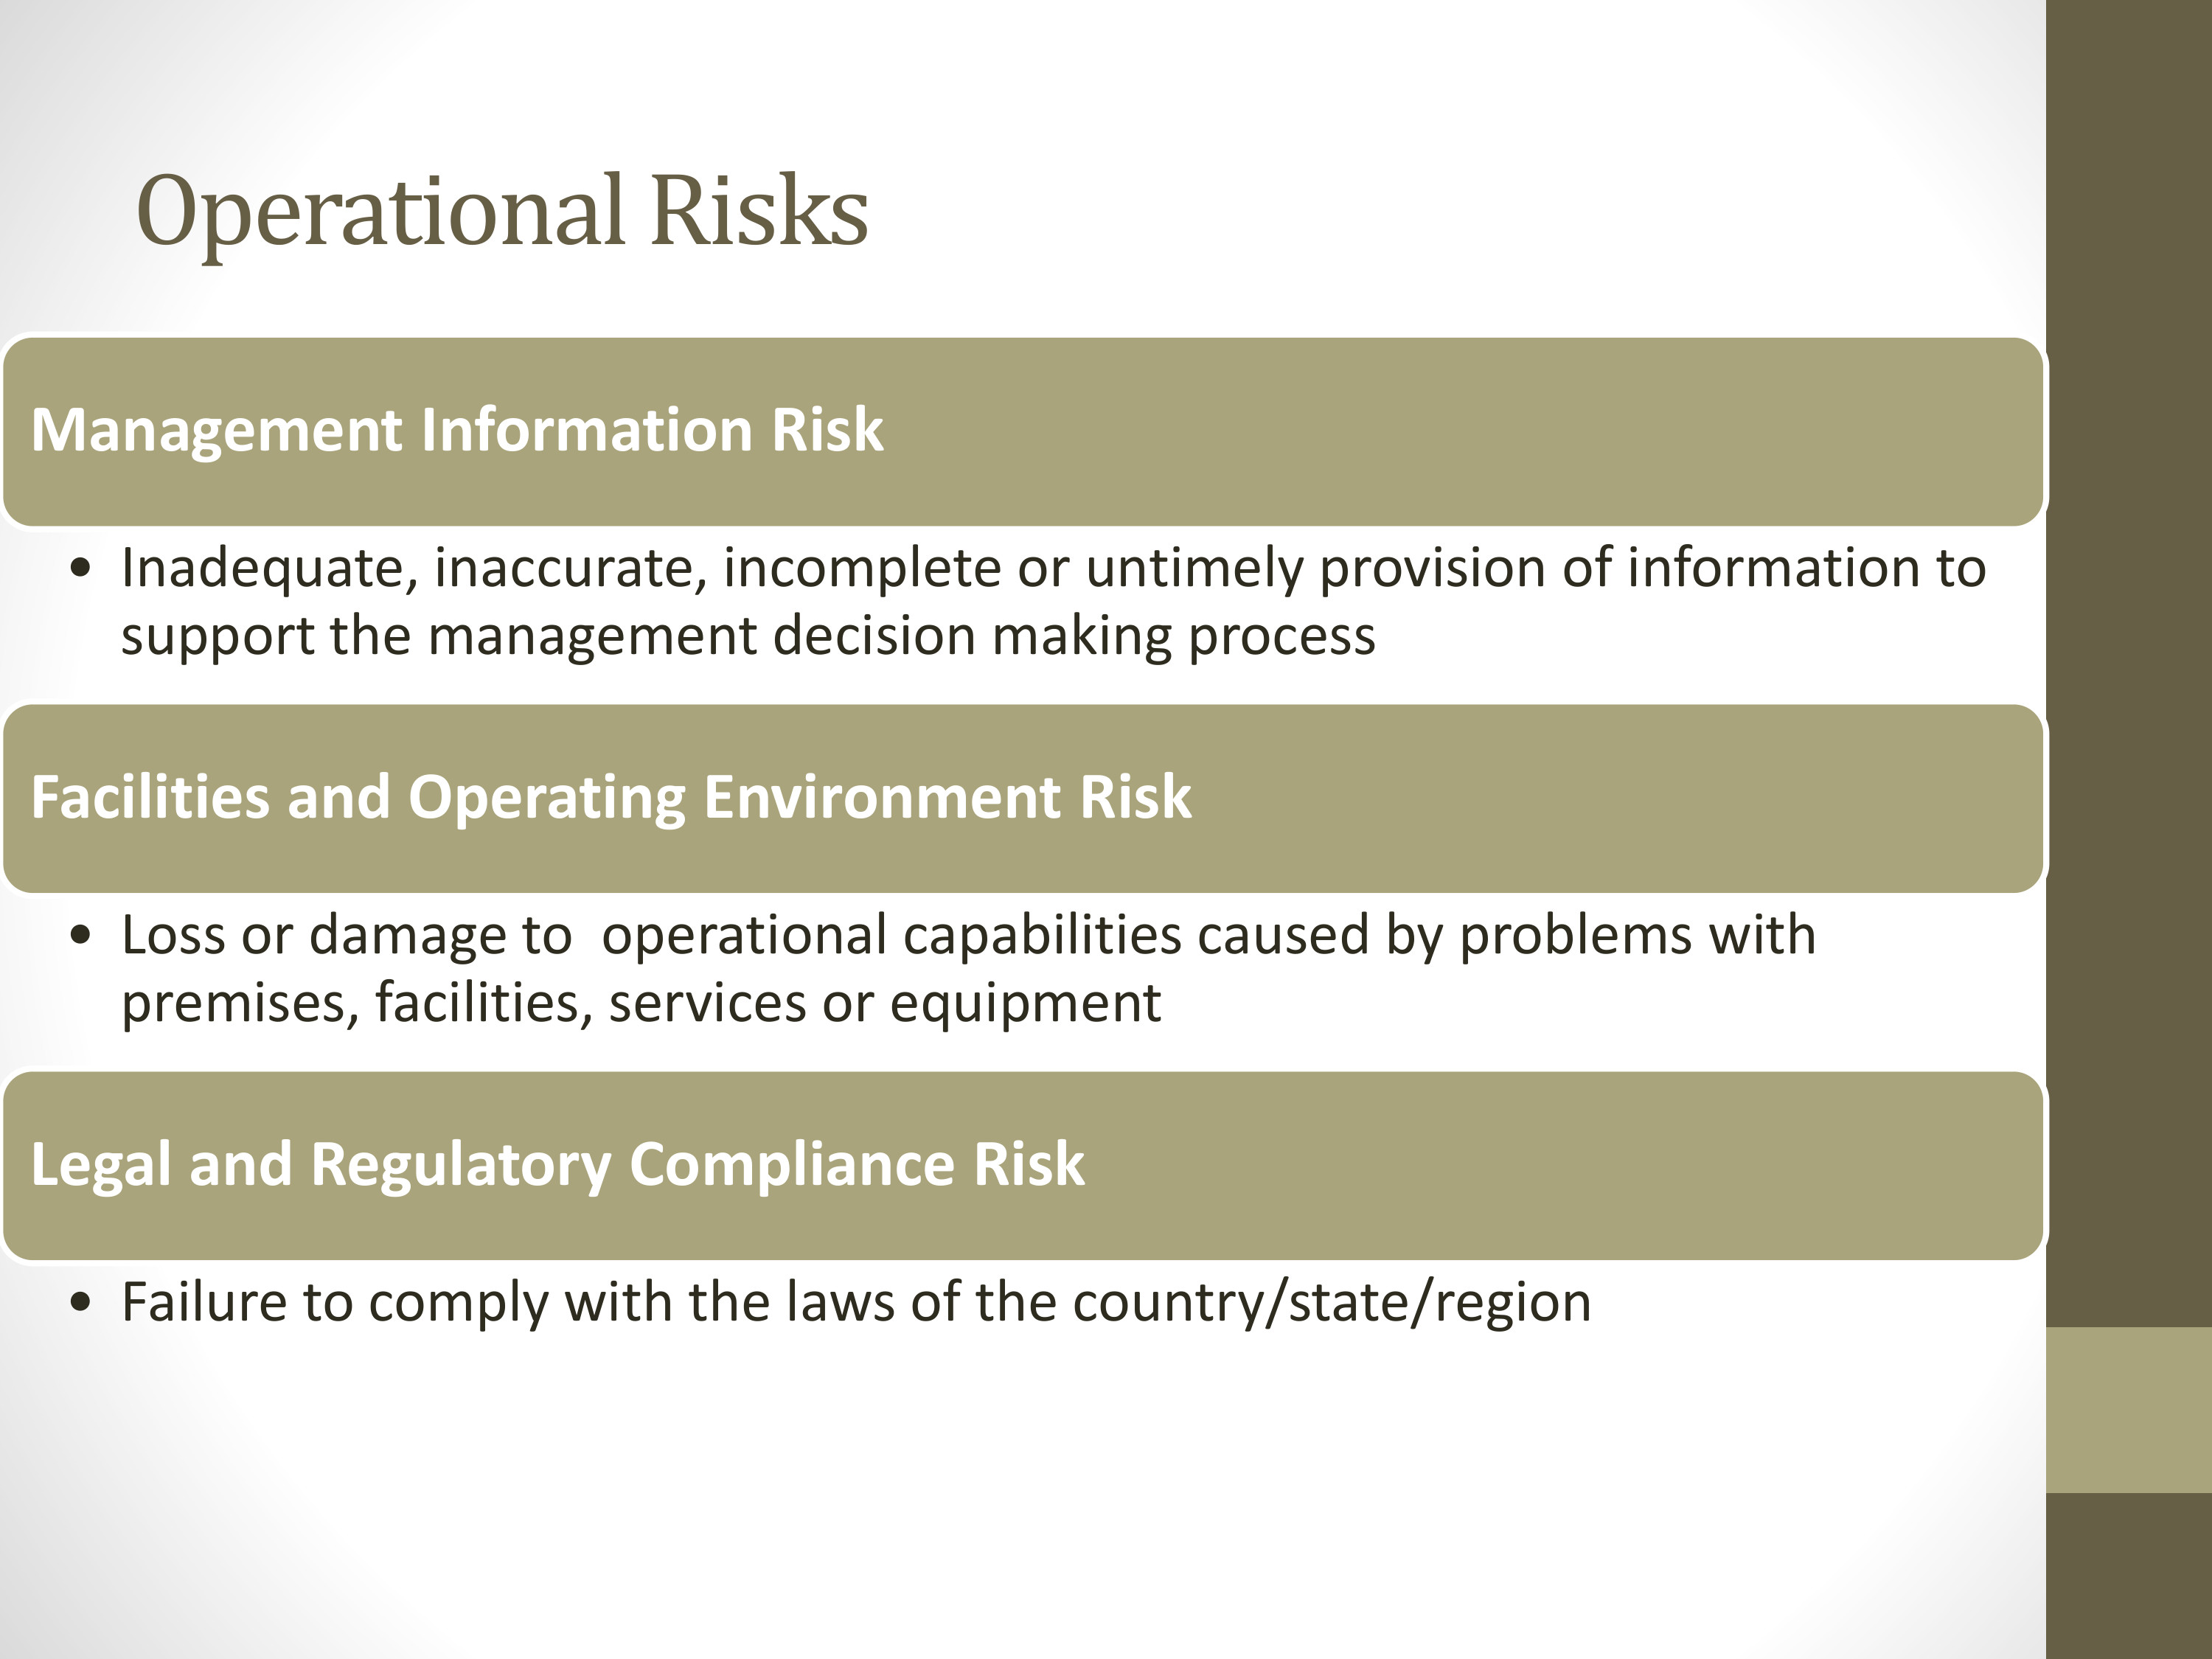 Operational Risks
Management Information Risk
• Inadequate, inaccurate, incomplete or untimely provision of information to
support the management decision making process
Facilities and Operating Environment Risk
• Loss or damage to  operational capabilities caused by problems with
premises, facilities, services or equipment
Legal and Regulatory Compliance Risk
• Failure to comply with the laws of the country/state/region